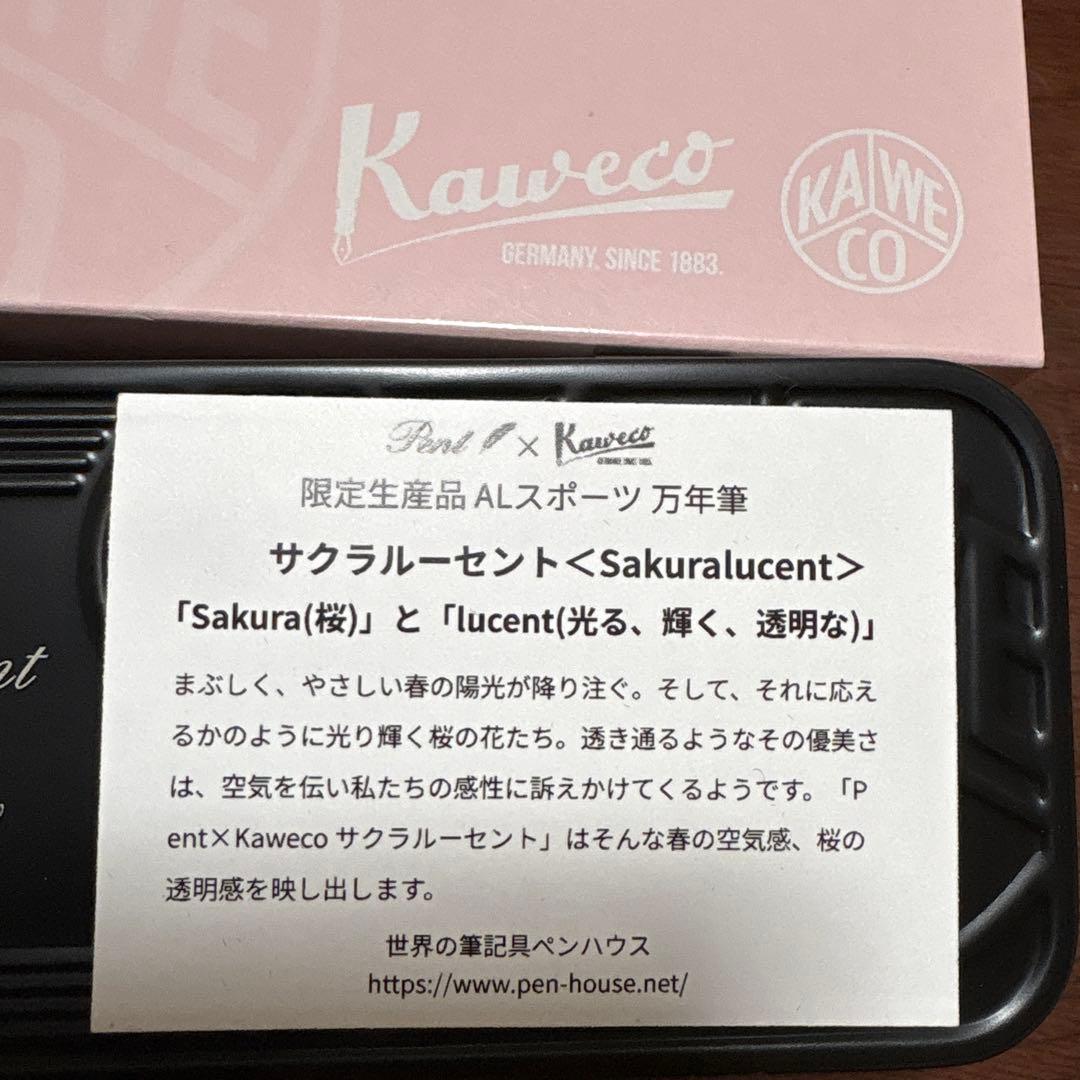 Kaweco
GERMANY. SINCE 1883.
KA WE
CO
Pent × Kaweco
限定生産品 ALスポーツ 万年筆
サクラルーセント＜Sakuralucent＞
「Sakura(桜)」と「lucent(光る、輝く、透明な)」
まぶしく、やさしい春の陽光が降り注ぐ。そして、それに応え
るかのように光り輝く桜の花たち。透き通るようなその優美さ
は、空気を伝い私たちの感性に訴えかけてくるようです。「P
ent×Kaweco サクラルーセント」はそんな春の空気感、桜の
透明感を映し出します。
世界の筆記具ペンハウス
https://www.pen-house.net/